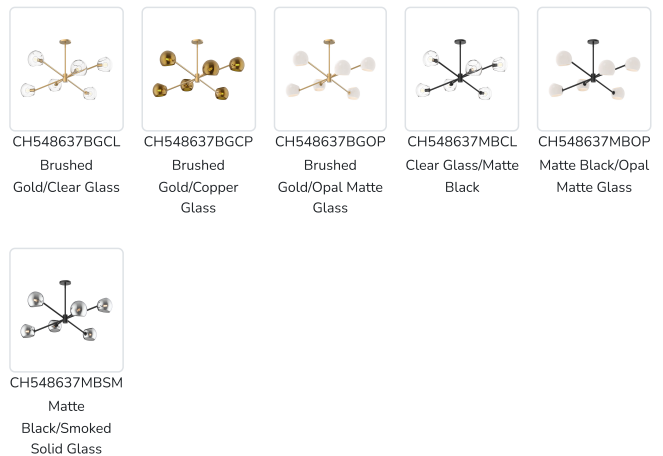 CH548637BGCL
Brushed
Gold/Clear Glass
CH548637BGCP
Brushed
Gold/Copper
Glass
CH548637BGOP
Brushed
Gold/Opal Matte
Glass
CH548637MBCL
Clear Glass/Matte
Black
CH548637MBOP
Matte Black/Opal
Matte Glass
CH548637MBSM
Matte
Black/Smoked
Solid Glass